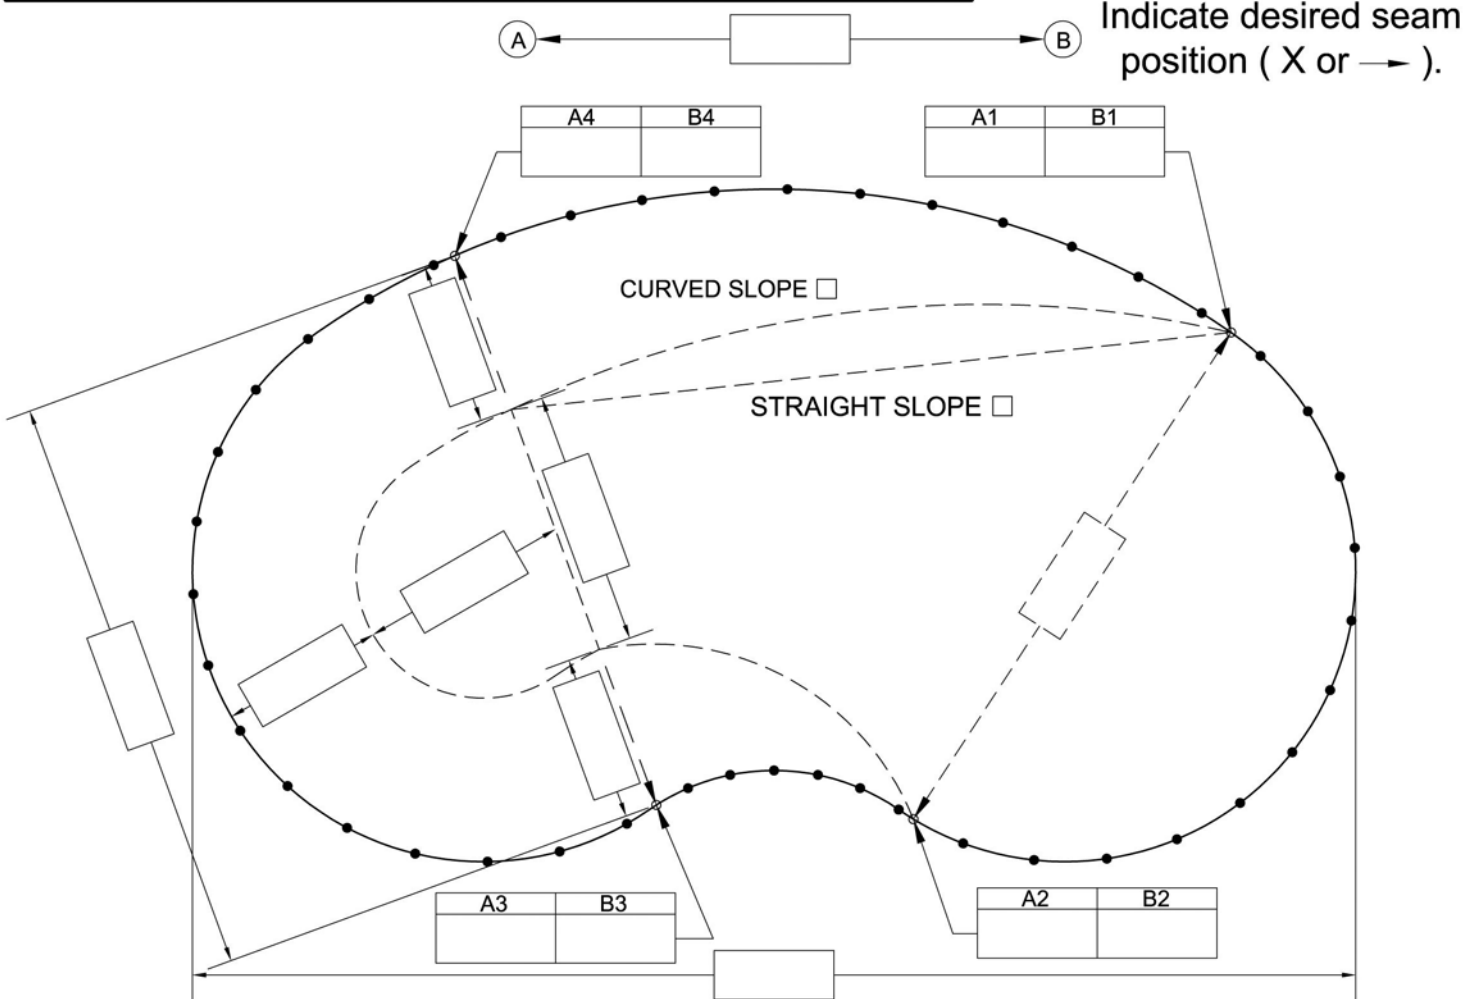 Indicate desired seam
A B
position ( X or → ).
A4 B4
A1 B1
CURVED SLOPE □
STRAIGHT SLOPE □
A3 B3
A2 B2